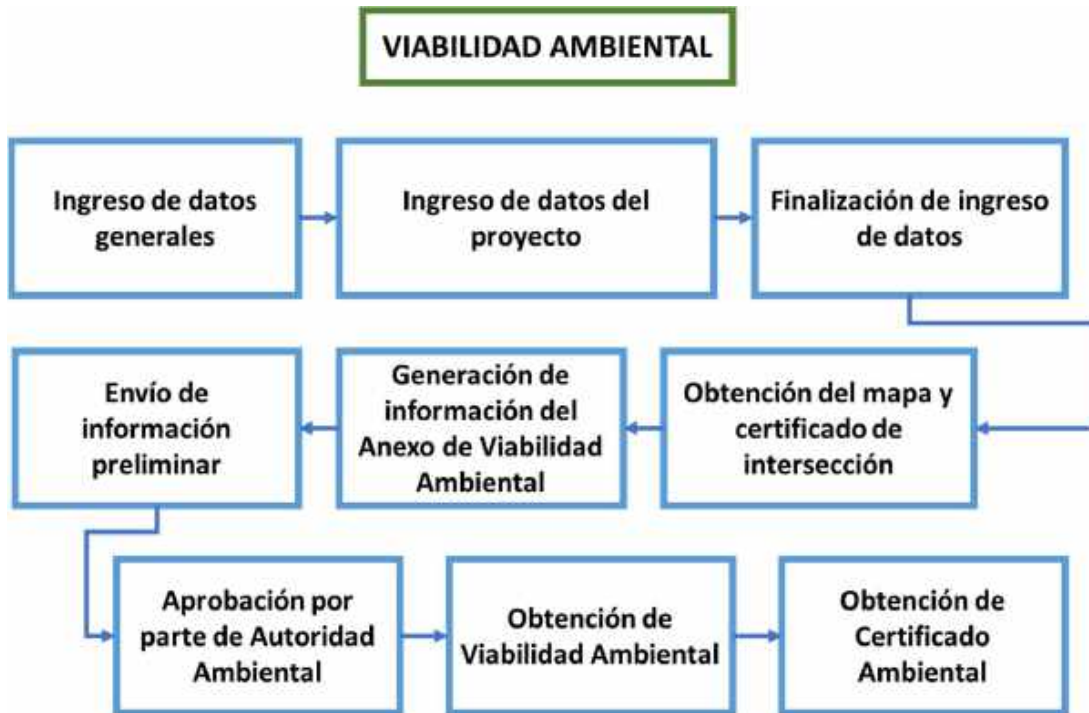 VIABILIDAD AMBIENTAL
Ingreso de datos
generales
Ingreso de datos del
proyecto
Finalización de ingreso
de datos
Obtención del mapa y
certificado de
intersección
Generación de
información del
Anexo de Viabilidad
Ambiental
Envío de
información
preliminar
Aprobación por
parte de Autoridad
Ambiental
Obtención de
Viabilidad Ambiental
Obtención de
Certificado
Ambiental